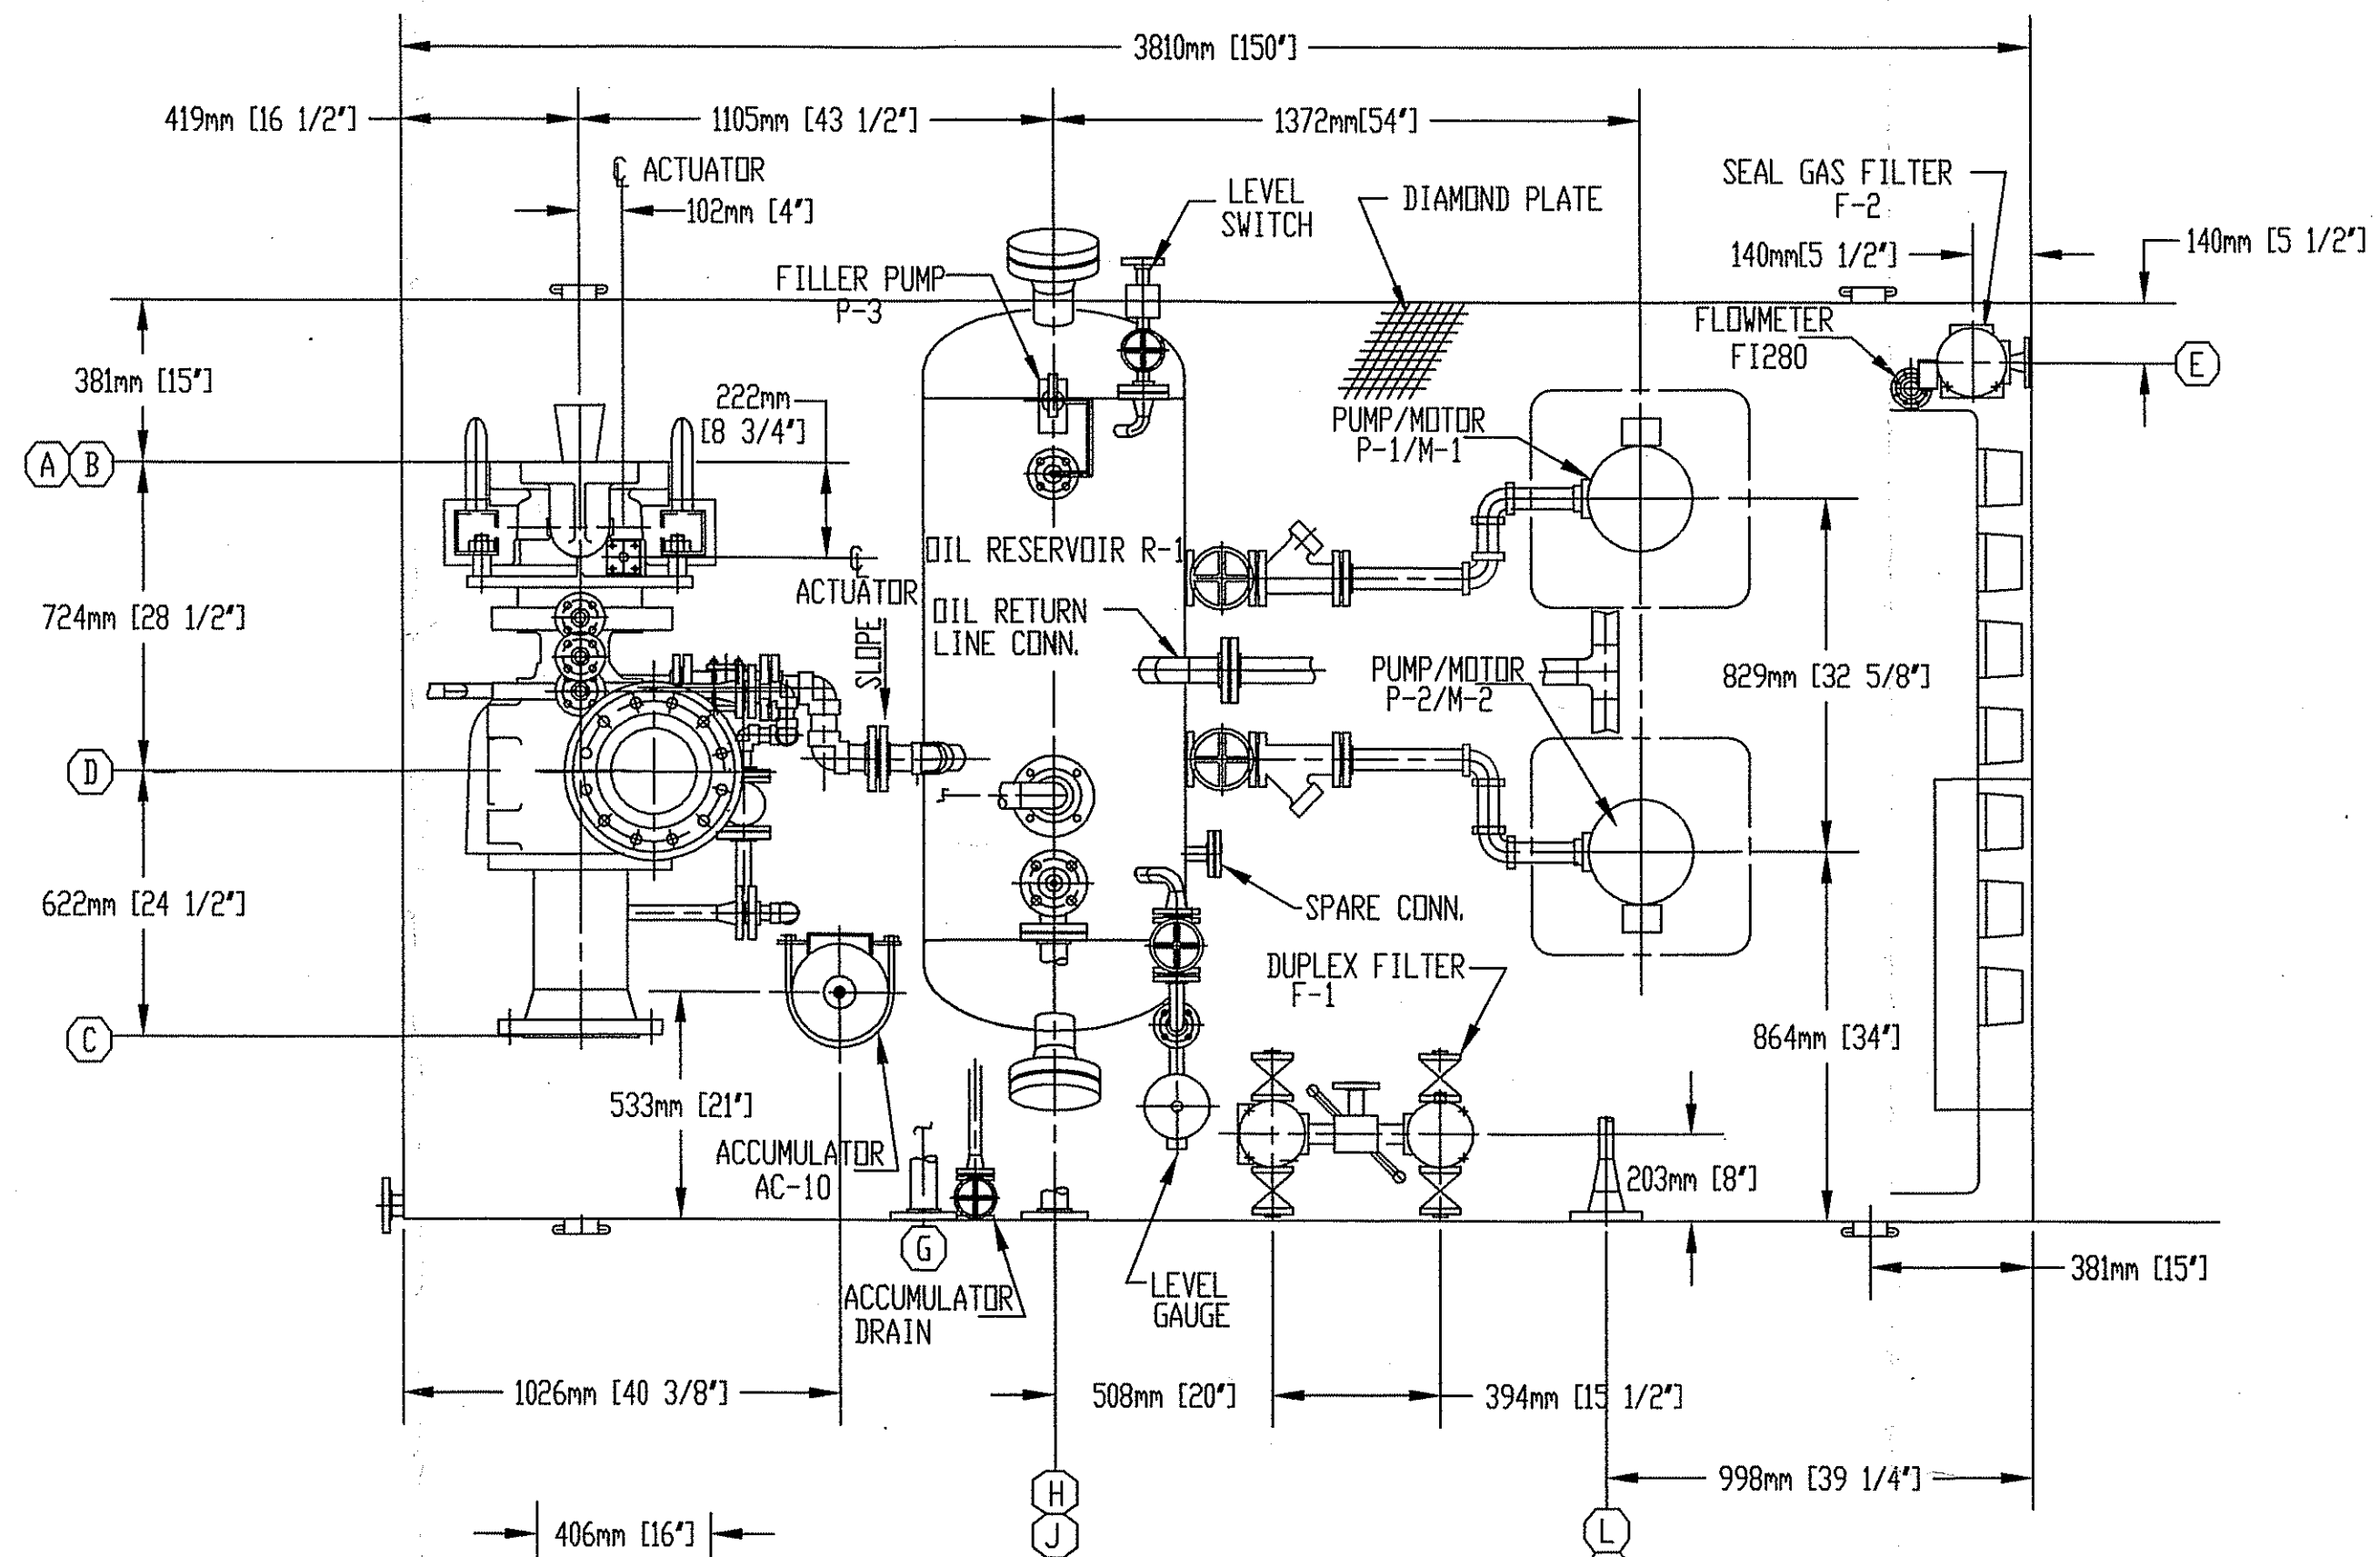 3810mm [150"]
419mm [16 1/2"]
1105mm [43 1/2"]
1372mm[54"]
℄ ACTUATOR
102mm [4"]
LEVEL
SWITCH
DIAMOND PLATE
SEAL GAS FILTER
F-2
140mm[5 1/2"]
140mm [5 1/2"]
FILLER PUMP
P-3
FLOWMETER
FI280
E
381mm [15"]
222mm
[8 3/4"]
PUMP/MOTOR
P-1/M-1
A B
OIL RESERVOIR R-1
℄
ACTUATOR
724mm [28 1/2"]
OIL RETURN
LINE CONN.
SLOPE
PUMP/MOTOR
P-2/M-2
829mm [32 5/8"]
D
622mm [24 1/2"]
SPARE CONN.
DUPLEX FILTER
F-1
C
864mm [34"]
533mm [21"]
ACCUMULATOR
AC-10
203mm [8"]
G
ACCUMULATOR
DRAIN
LEVEL
GAUGE
381mm [15"]
1026mm [40 3/8"]
508mm [20"]
394mm [15 1/2"]
998mm [39 1/4"]
H
J
L
406mm [16"]